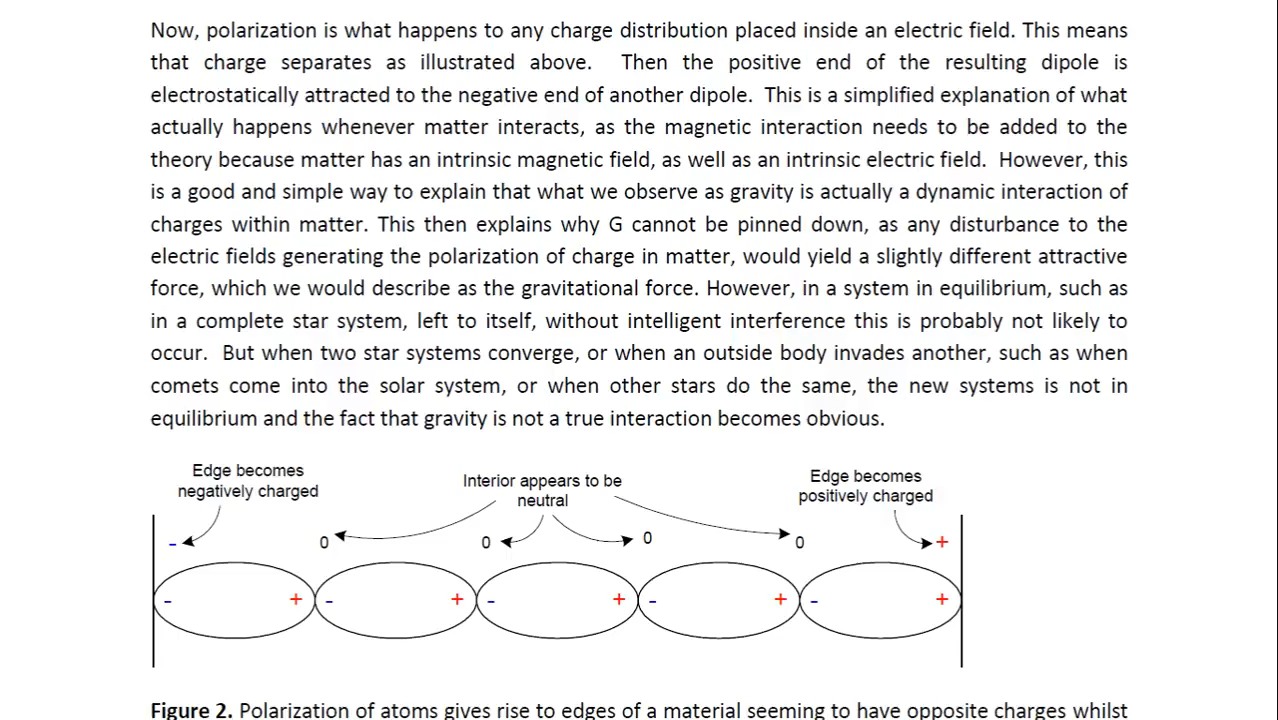 Now, polarization is what happens to any charge distribution placed inside an electric field. This means
that charge separates as illustrated above. Then the positive end of the resulting dipole is
electrostatically attracted to the negative end of another dipole. This is a simplified explanation of what
actually happens whenever matter interacts, as the magnetic interaction needs to be added to the
theory because matter has an intrinsic magnetic field, as well as an intrinsic electric field. However, this
is a good and simple way to explain that what we observe as gravity is actually a dynamic interaction of
charges within matter. This then explains why G cannot be pinned down, as any disturbance to the
electric fields generating the polarization of charge in matter, would yield a slightly different attractive
force, which we would describe as the gravitational force. However, in a system in equilibrium, such as
in a complete star system, left to itself, without intelligent interference this is probably not likely to
occur. But when two star systems converge, or when an outside body invades another, such as when
comets come into the solar system, or when other stars do the same, the new systems is not in
equilibrium and the fact that gravity is not a true interaction becomes obvious.
Edge becomes
negatively charged
Interior appears to be
neutral
Edge becomes
positively charged
- 0 0 0 0 +
- + - + - + - + - +
Figure 2. Polarization of atoms gives rise to edges of a material seeming to have opposite charges whilst